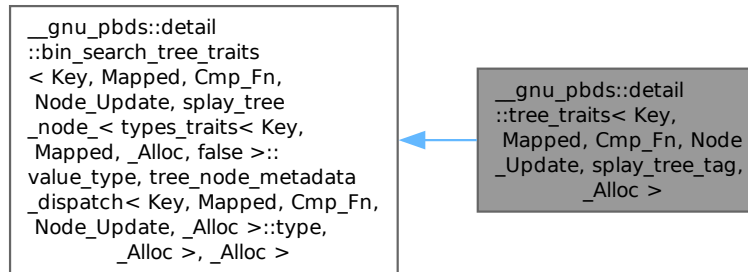 __gnu_pbds::detail
::bin_search_tree_traits
< Key, Mapped, Cmp_Fn,
Node_Update, splay_tree
_node_< types_traits< Key,
Mapped, _Alloc, false >::
value_type, tree_node_metadata
_dispatch< Key, Mapped, Cmp_Fn,
Node_Update, _Alloc >::type,
_Alloc >, _Alloc >
__gnu_pbds::detail
::tree_traits< Key,
Mapped, Cmp_Fn, Node
_Update, splay_tree_tag,
_Alloc >